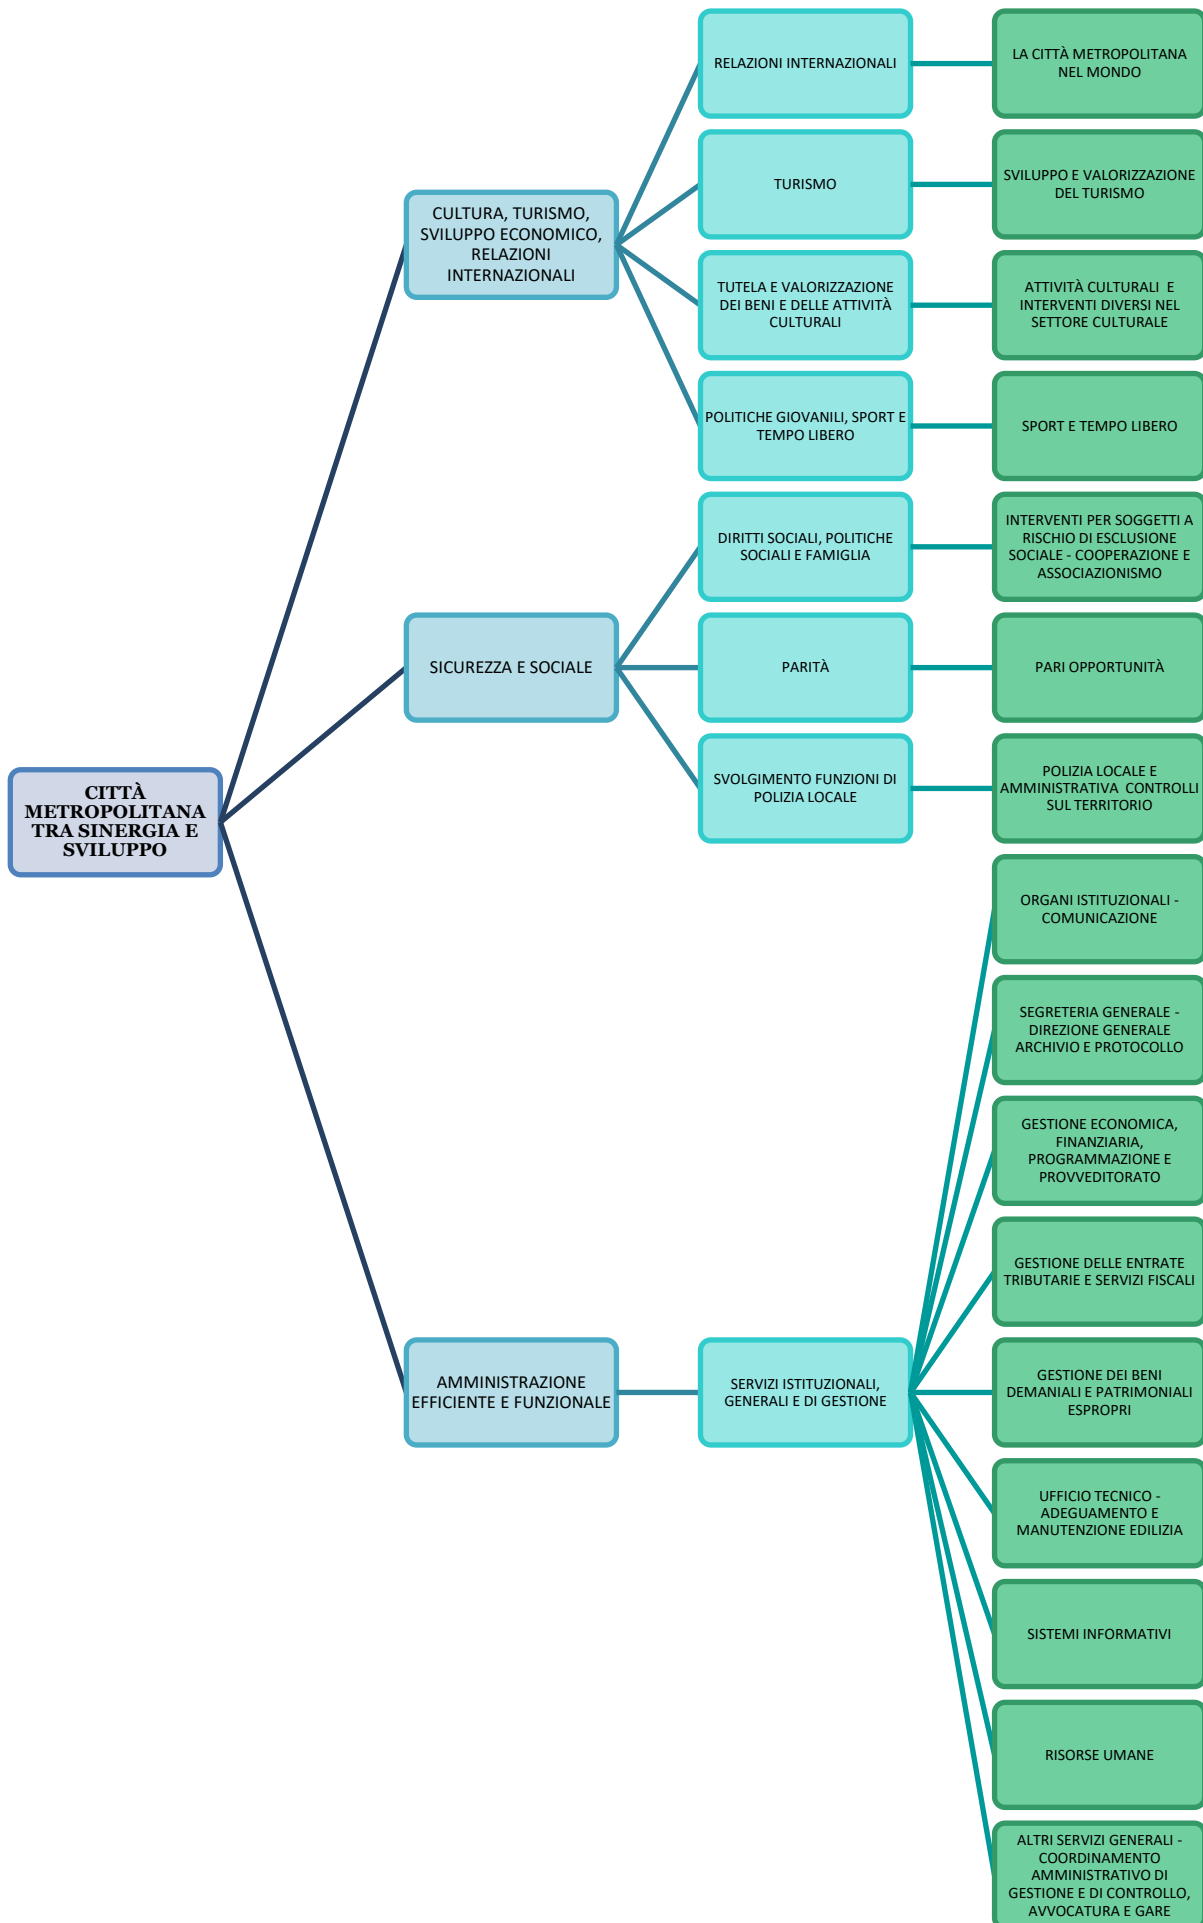 CITTÀ
METROPOLITANA
TRA SINERGIA E
SVILUPPO
CULTURA, TURISMO,
SVILUPPO ECONOMICO,
RELAZIONI
INTERNAZIONALI
RELAZIONI INTERNAZIONALI
LA CITTÀ METROPOLITANA
NEL MONDO
TURISMO
SVILUPPO E VALORIZZAZIONE
DEL TURISMO
TUTELA E VALORIZZAZIONE
DEI BENI E DELLE ATTIVITÀ
CULTURALI
ATTIVITÀ CULTURALI E
INTERVENTI DIVERSI NEL
SETTORE CULTURALE
POLITICHE GIOVANILI, SPORT E
TEMPO LIBERO
SPORT E TEMPO LIBERO
SICUREZZA E SOCIALE
DIRITTI SOCIALI, POLITICHE
SOCIALI E FAMIGLIA
INTERVENTI PER SOGGETTI A
RISCHIO DI ESCLUSIONE
SOCIALE - COOPERAZIONE E
ASSOCIAZIONISMO
PARITÀ
PARI OPPORTUNITÀ
SVOLGIMENTO FUNZIONI DI
POLIZIA LOCALE
POLIZIA LOCALE E
AMMINISTRATIVA CONTROLLI
SUL TERRITORIO
AMMINISTRAZIONE
EFFICIENTE E FUNZIONALE
SERVIZI ISTITUZIONALI,
GENERALI E DI GESTIONE
ORGANI ISTITUZIONALI -
COMUNICAZIONE
SEGRETERIA GENERALE -
DIREZIONE GENERALE
ARCHIVIO E PROTOCOLLO
GESTIONE ECONOMICA,
FINANZIARIA,
PROGRAMMAZIONE E
PROVVEDITORATO
GESTIONE DELLE ENTRATE
TRIBUTARIE E SERVIZI FISCALI
GESTIONE DEI BENI
DEMANIALI E PATRIMONIALI
ESPROPRI
UFFICIO TECNICO -
ADEGUAMENTO E
MANUTENZIONE EDILIZIA
SISTEMI INFORMATIVI
RISORSE UMANE
ALTRI SERVIZI GENERALI -
COORDINAMENTO
AMMINISTRATIVO DI
GESTIONE E DI CONTROLLO,
AVVOCATURA E GARE